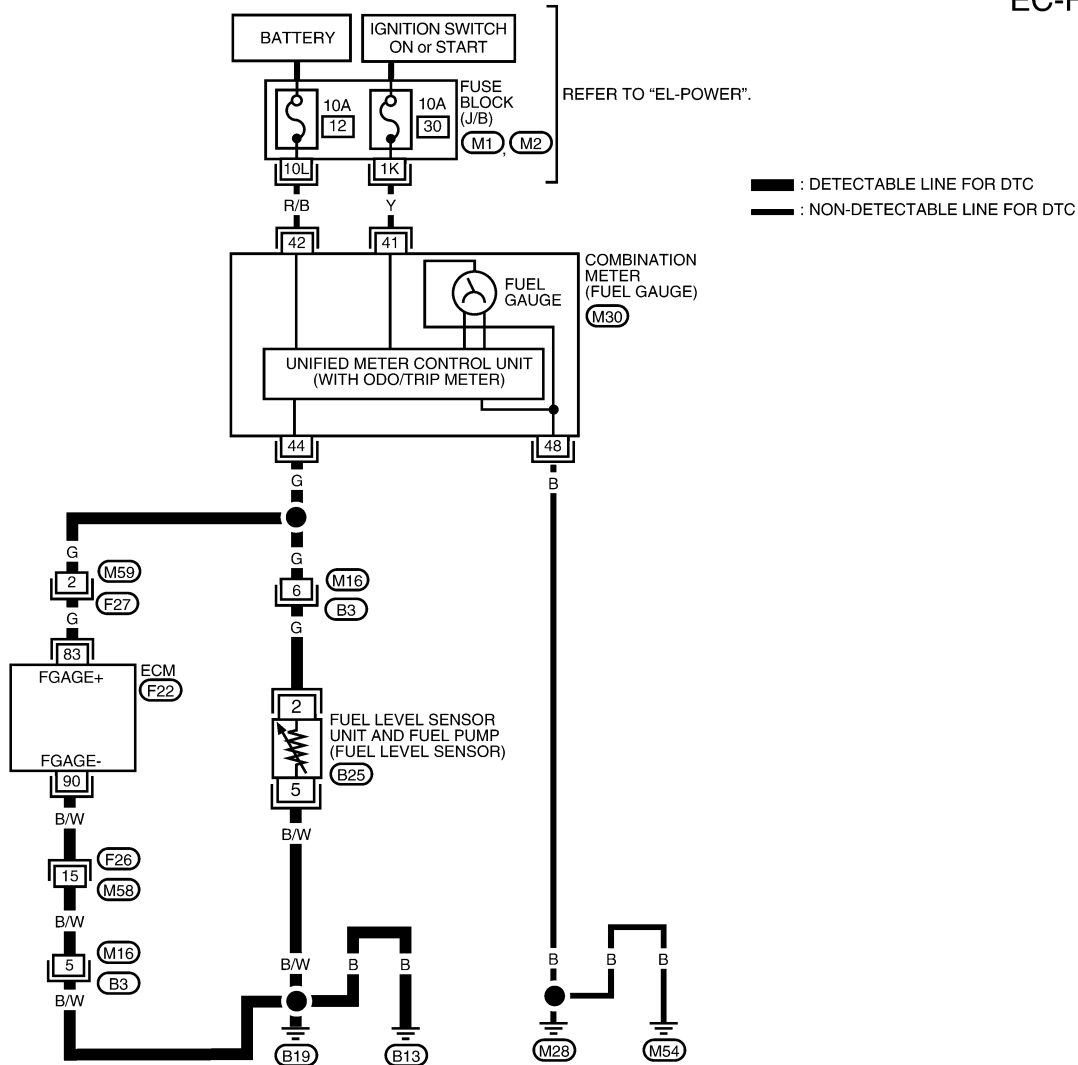 EC-F
BATTERY
IGNITION SWITCH
ON or START
FUSE
BLOCK
(J/B)
10A
12
10A
30
M1 , M2
REFER TO “EL-POWER”.
10L
1K
: DETECTABLE LINE FOR DTC
: NON-DETECTABLE LINE FOR DTC
R/B
Y
42
41
COMBINATION
METER
(FUEL GAUGE)
M30
FUEL
GAUGE
UNIFIED METER CONTROL UNIT
(WITH ODO/TRIP METER)
44
48
G
B
G
G
2
M59
F27
6
M16
B3
G
G
83
FGAGE+
ECM
F22
FGAGE-
90
2
FUEL LEVEL SENSOR
UNIT AND FUEL PUMP
(FUEL LEVEL SENSOR)
B25
5
B/W
B/W
15
F26
M58
B/W
5
M16
B3
B/W
B/W
B
B
B
B
B
B19
B13
M28
M54